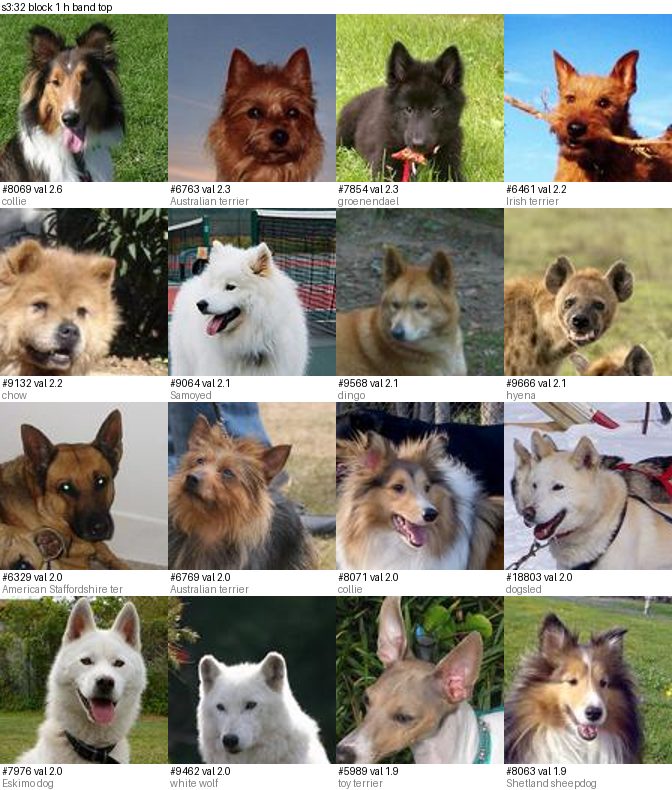 s3:32 block 1 h band top
#8069 val 2.6
collie
#6763 val 2.3
Australian terrier
#7854 val 2.3
groenendael
#6461 val 2.2
Irish terrier
#9132 val 2.2
chow
#9064 val 2.1
Samoyed
#9568 val 2.1
dingo
#9666 val 2.1
hyena
#6329 val 2.0
American Staffordshire ter
#6769 val 2.0
Australian terrier
#8071 val 2.0
collie
#18803 val 2.0
dogsled
#7976 val 2.0
Eskimo dog
#9462 val 2.0
white wolf
#5989 val 1.9
toy terrier
#8063 val 1.9
Shetland sheepdog